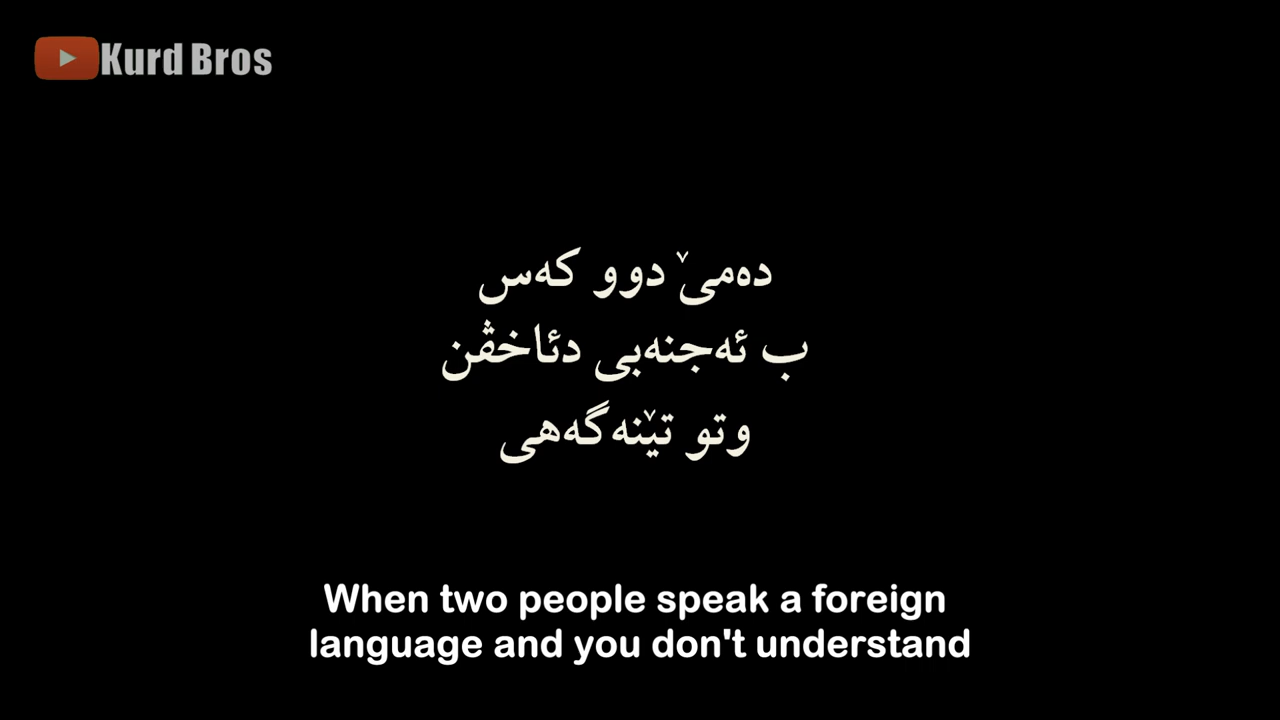 Kurd Bros
دەمێ دوو کەس
ب ئەجنەبی دئاخڤن
وتو تێنەگەهی
When two people speak a foreign
language and you don't understand